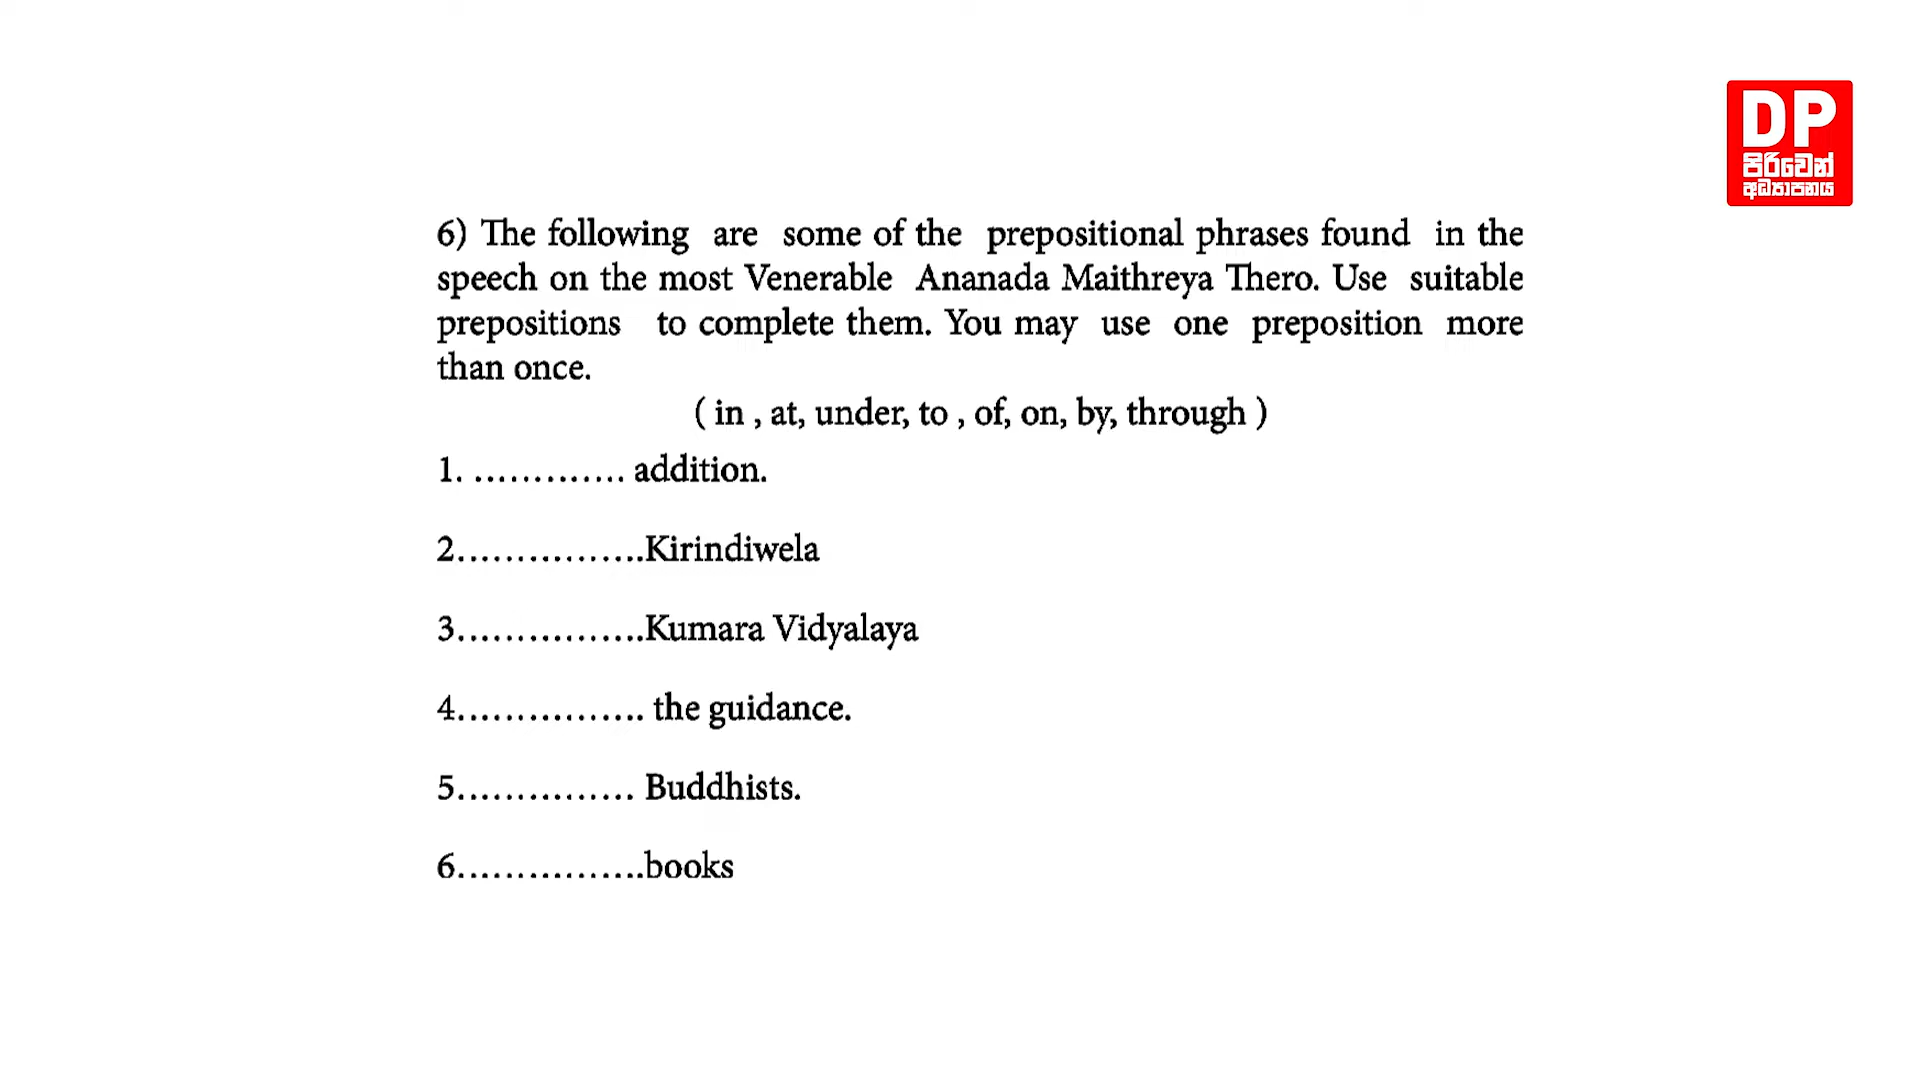 DP
පිරිවෙන්
අධ්‍යාපනය
6) The following are some of the prepositional phrases found in the
speech on the most Venerable Ananada Maithreya Thero. Use suitable
prepositions to complete them. You may use one preposition more
than once.
( in , at, under, to , of, on, by, through )
1. ............. addition.
2................Kirindiwela
3................Kumara Vidyalaya
4................ the guidance.
5............... Buddhists.
6................books